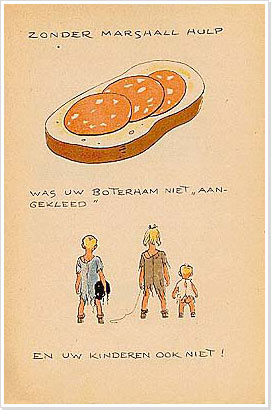 ZONDER MARSHALL HULP
WAS UW BOTERHAM NIET „AAN-
GEKLEED"
EN UW KINDEREN OOK NIET!